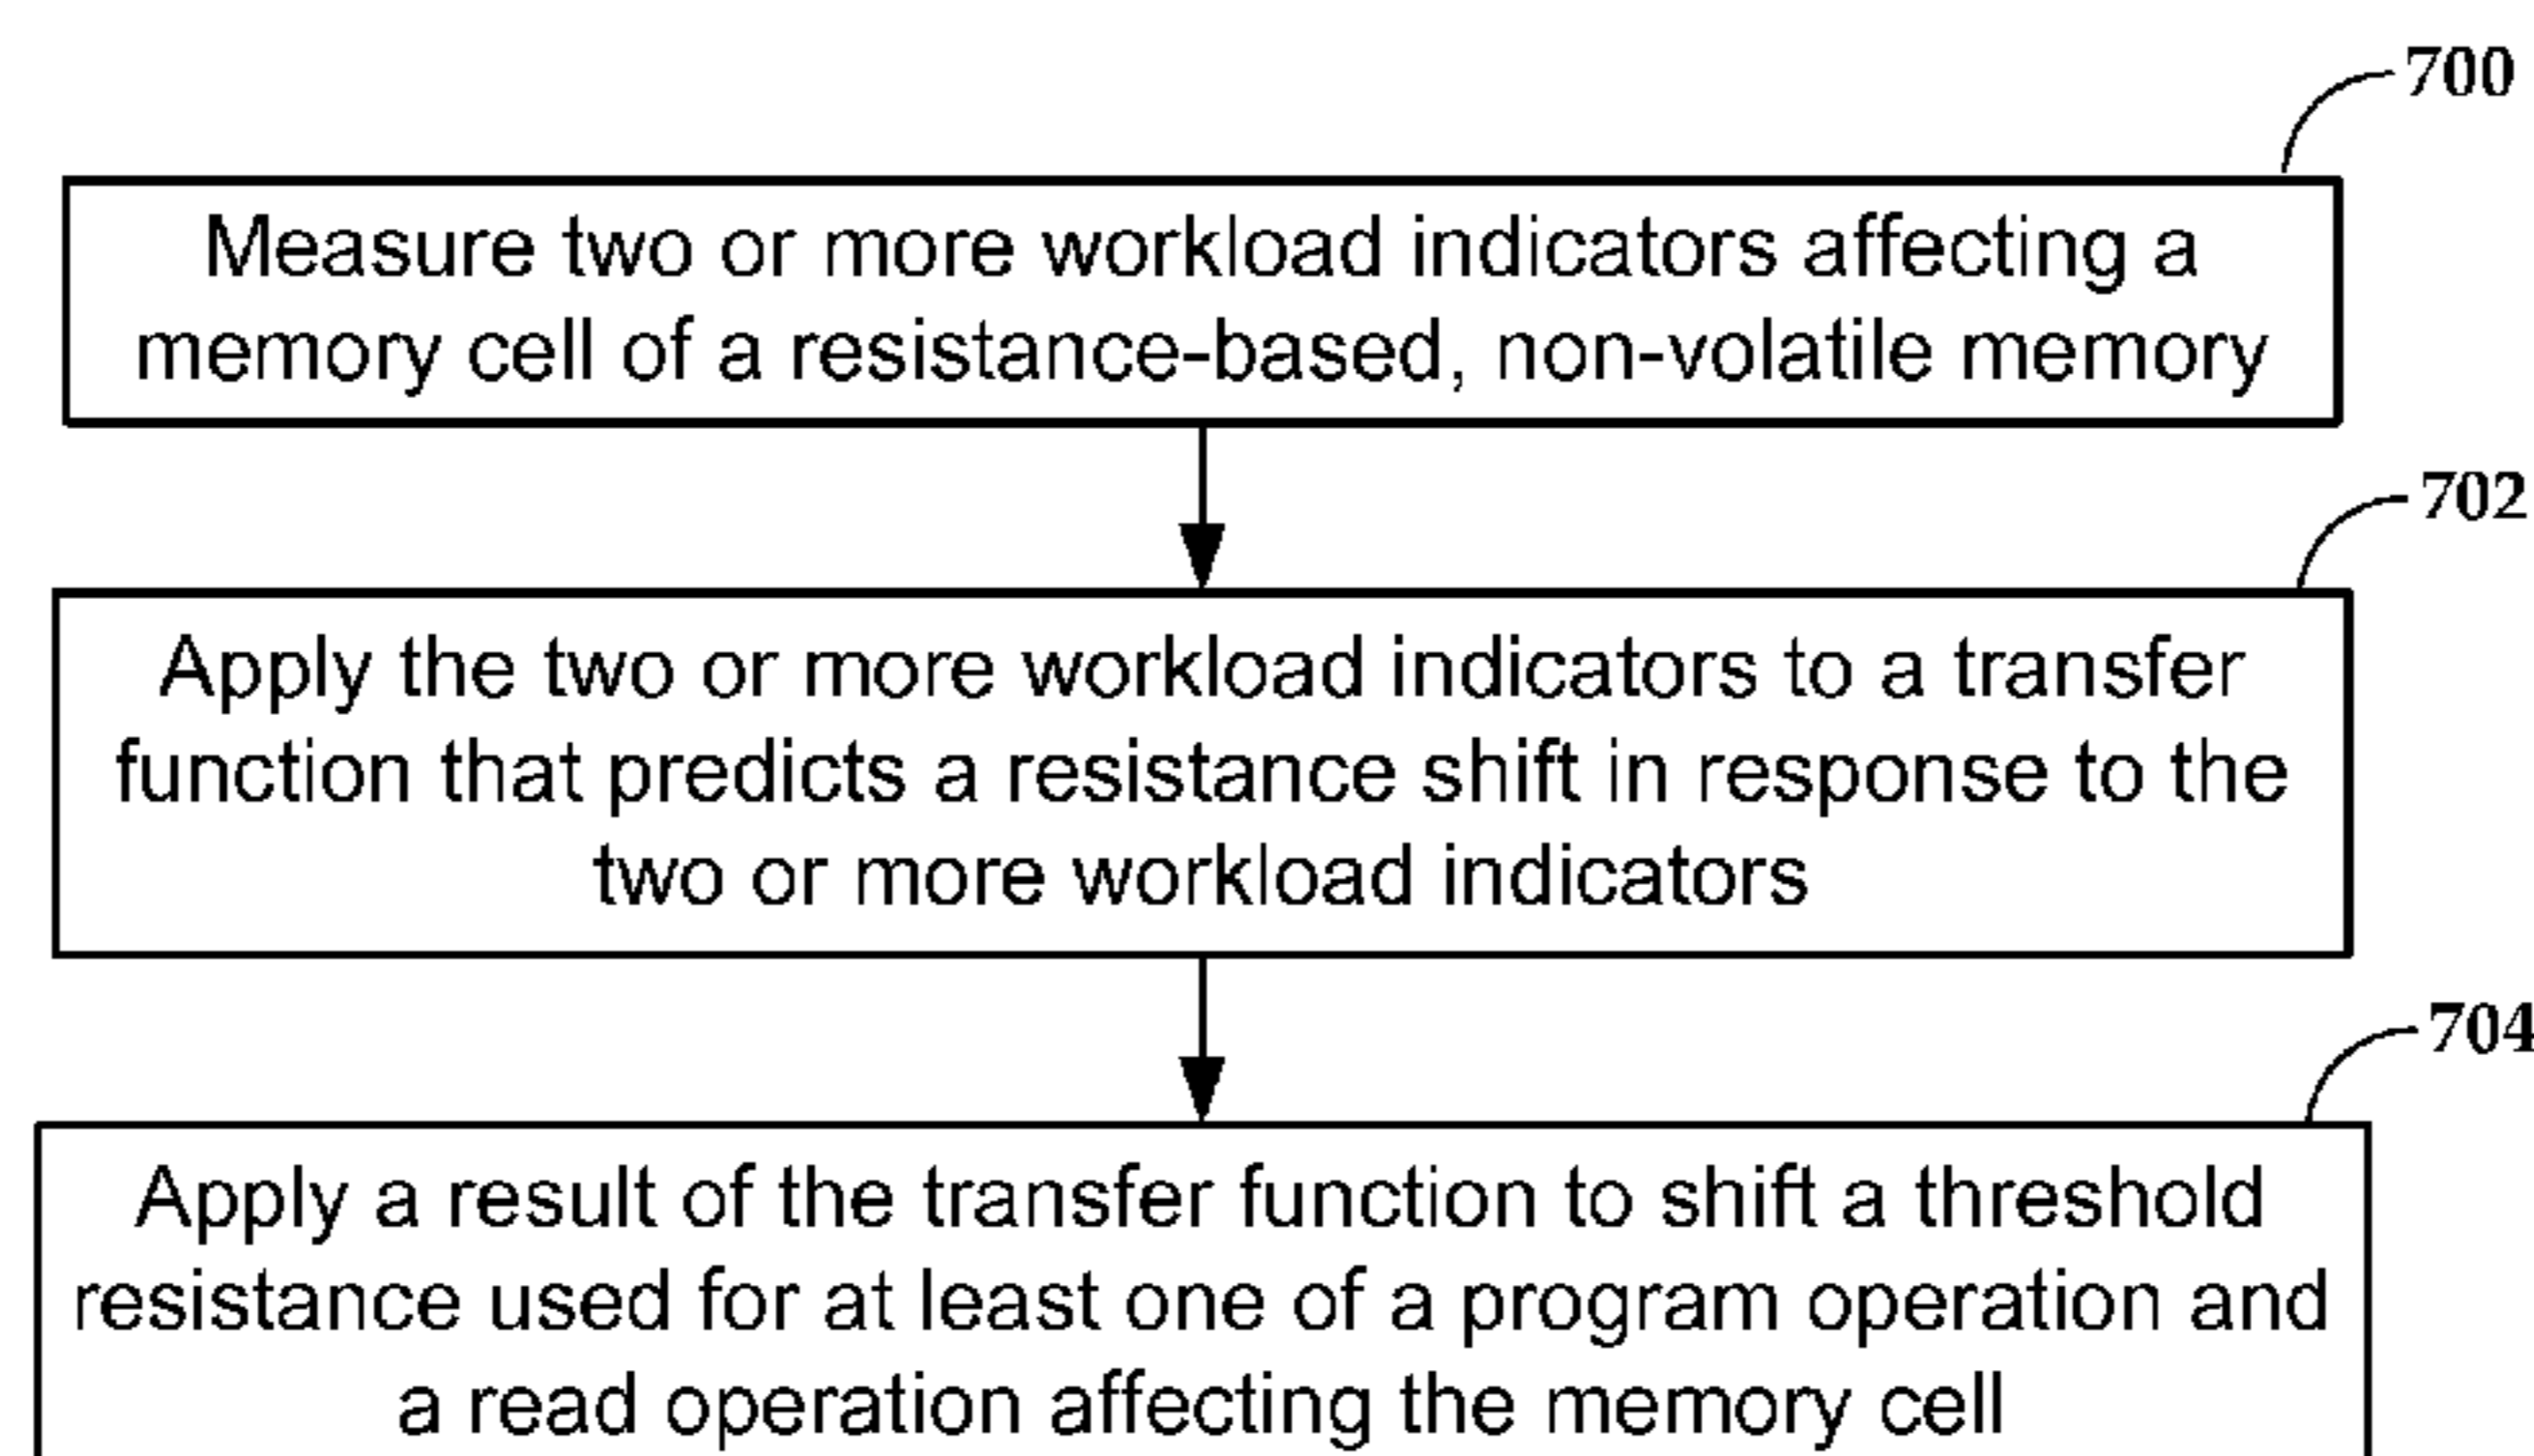 700
Measure two or more workload indicators affecting a
memory cell of a resistance-based, non-volatile memory
702
Apply the two or more workload indicators to a transfer
function that predicts a resistance shift in response to the
two or more workload indicators
704
Apply a result of the transfer function to shift a threshold
resistance used for at least one of a program operation and
a read operation affecting the memory cell